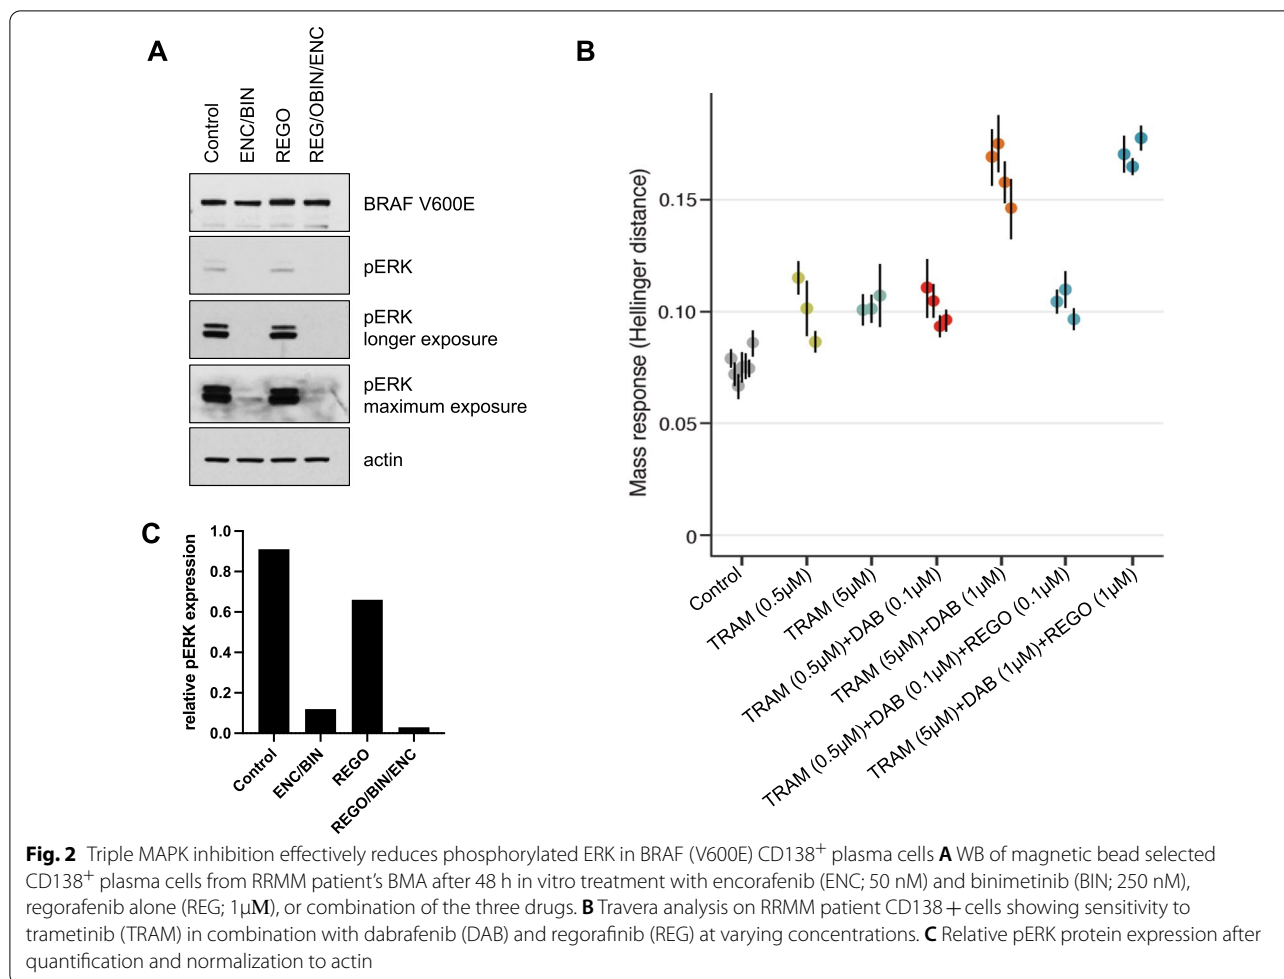 A
Control
ENC/BIN
REGO
REG/OBIN/ENC
BRAF V600E
pERK
pERK
longer exposure
pERK
maximum exposure
actin
B
Mass response (Hellinger distance)
0.15
0.10
0.05
0
Control
TRAM (0.5μM)
TRAM (5μM)
TRAM (0.5μM)+DAB (0.1μM)
TRAM (5μM)+DAB (1μM)
TRAM (0.5μM)+DAB (0.1μM)+REGO (0.1μM)
TRAM (5μM)+DAB (1μM)+REGO (1μM)
C
relative pERK expression
1.0
0.8
0.6
0.4
0.2
0.0
Control
ENC/BIN
REGO
REGO/BIN/ENC
Fig. 2 Triple MAPK inhibition effectively reduces phosphorylated ERK in BRAF (V600E) CD138⁺ plasma cells A WB of magnetic bead selected
CD138⁺ plasma cells from RRMM patient's BMA after 48 h in vitro treatment with encorafenib (ENC; 50 nM) and binimetinib (BIN; 250 nM),
regorafenib alone (REG; 1μM), or combination of the three drugs. B Travera analysis on RRMM patient CD138 + cells showing sensitivity to
trametinib (TRAM) in combination with dabrafenib (DAB) and regorafinib (REG) at varying concentrations. C Relative pERK protein expression after
quantification and normalization to actin